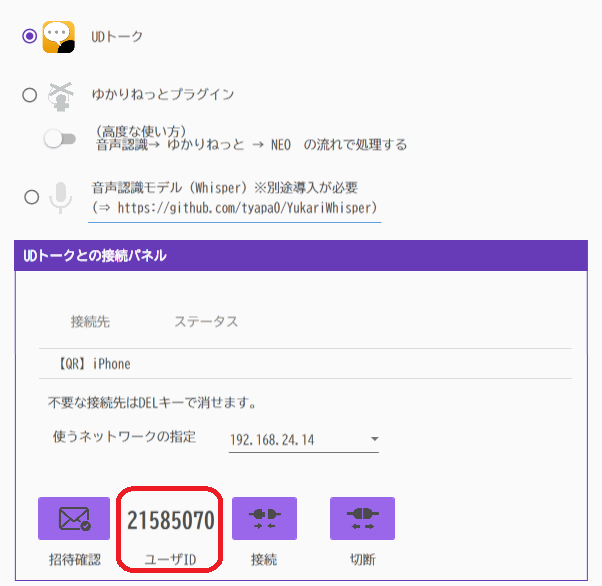 UDトーク
ゆかりねっとプラグイン
(高度な使い方)
音声認識→ ゆかりねっと → NEO の流れで処理する
音声認識モデル (Whisper) ※別途導入が必要
(⇒ https://github.com/tyapa0/YukariWhisper)
UDトークとの接続パネル
接続先 ステータス
【QR】iPhone
不要な接続先はDELキーで消せます。
使うネットワークの指定 192.168.24.14
21585070
招待確認 ユーザID 接続 切断